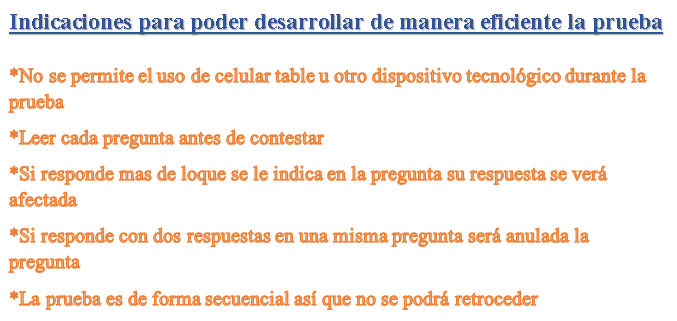 Indicaciones para poder desarrollar de manera eficiente la prueba
*No se permite el uso de celular table u otro dispositivo tecnológico durante la
prueba
*Leer cada pregunta antes de contestar
*Si responde mas de loque se le indica en la pregunta su respuesta se verá
afectada
*Si responde con dos respuestas en una misma pregunta será anulada la
pregunta
*La prueba es de forma secuencial así que no se podrá retroceder